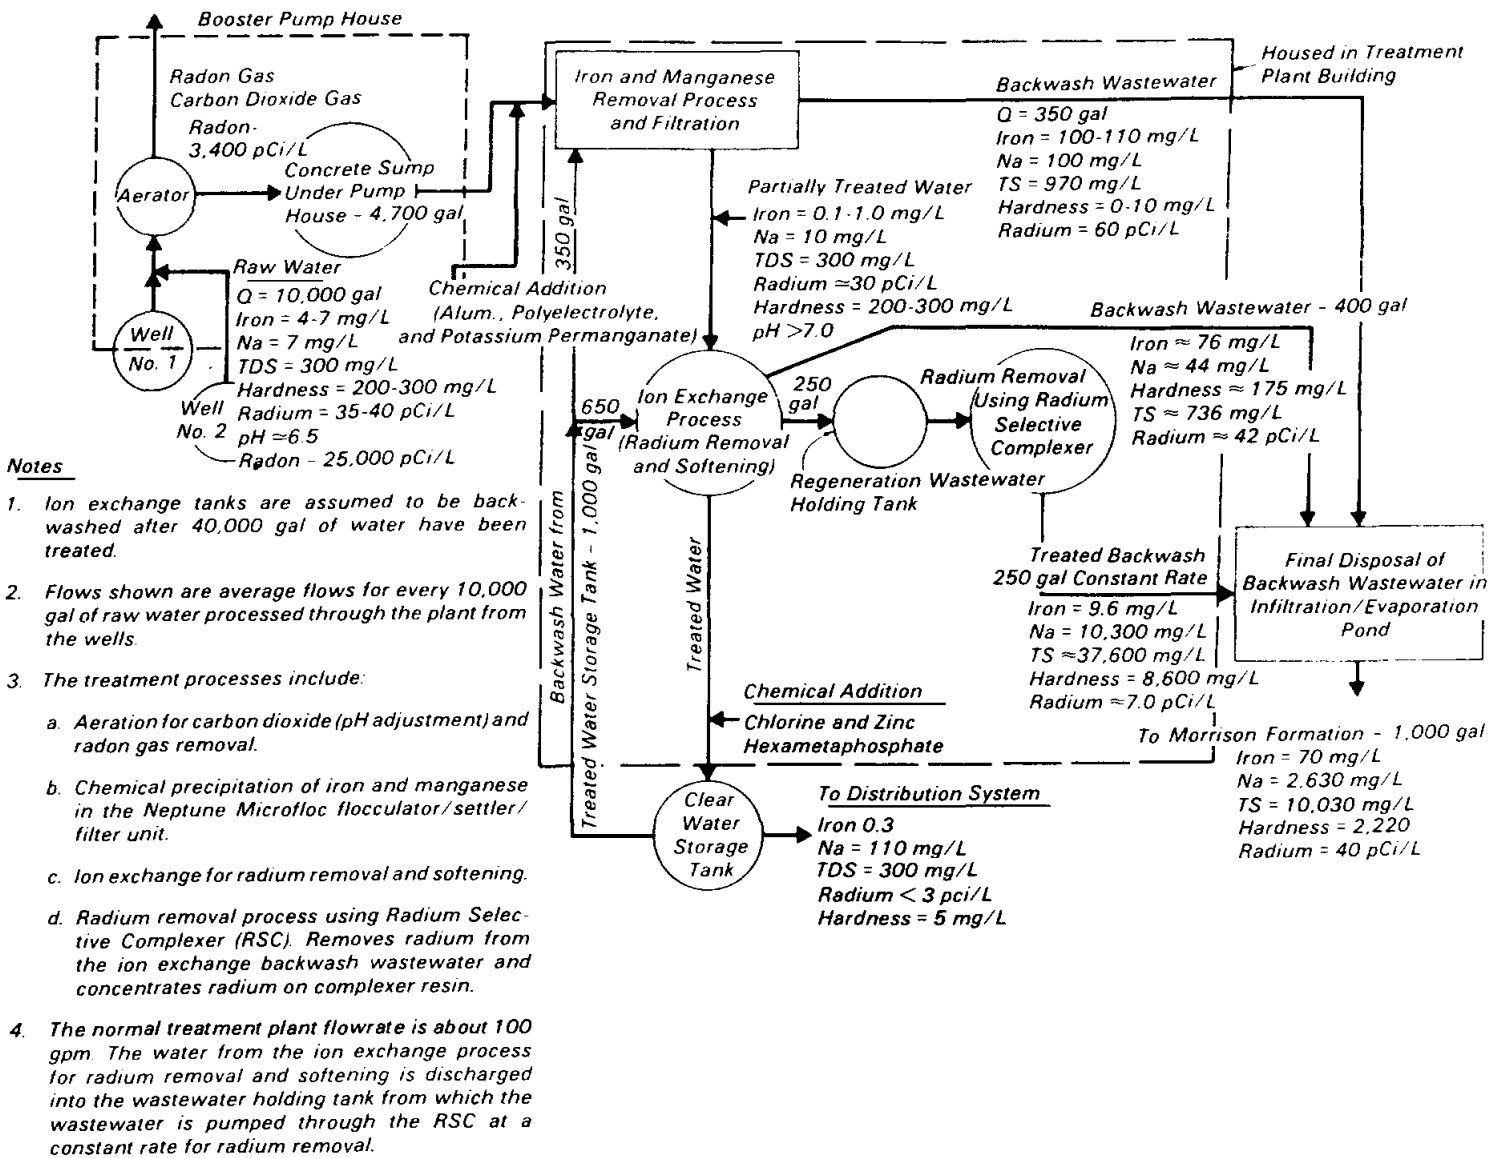 Booster Pump House
Radon Gas
Carbon Dioxide Gas
Radon-
3,400 pCi/L
Concrete Sump
Under Pump
House - 4,700 gal
Aerator
Raw Water
Q = 10,000 gal
Iron = 4-7 mg/L
Na = 7 mg/L
TDS = 300 mg/L
Hardness = 200-300 mg/L
Radium = 35-40 pCi/L
pH ≃6.5
Radon - 25,000 pCi/L
Well
No. 1
Well
No. 2
Iron and Manganese
Removal Process
and Filtration
Housed in Treatment
Plant Building
Backwash Wastewater
Q = 350 gal
Iron = 100-110 mg/L
Na = 100 mg/L
TS = 970 mg/L
Hardness = 0-10 mg/L
Radium = 60 pCi/L
350 gal
Partially Treated Water
Iron = 0.1-1.0 mg/L
Na = 10 mg/L
TDS = 300 mg/L
Radium ≃30 pCi/L
Hardness = 200-300 mg/L
pH >7.0
Chemical Addition
(Alum., Polyelectrolyte,
and Potassium Permanganate)
Backwash Wastewater - 400 gal
Iron ≈ 76 mg/L
Na ≈ 44 mg/L
Hardness ≈ 175 mg/L
TS ≈ 736 mg/L
Radium ≈ 42 pCi/L
650
gal
Ion Exchange
Process
(Radium Removal
and Softening)
250
gal
Regeneration Wastewater
Holding Tank
Radium Removal
Using Radium
Selective
Complexer
Backwash Water from
Treated Water Storage Tank - 1,000 gal
Treated Water
Treated Backwash
250 gal Constant Rate
Iron = 9.6 mg/L
Na = 10,300 mg/L
TS ≈37,600 mg/L
Hardness = 8,600 mg/L
Radium ≈7.0 pCi/L
Final Disposal of
Backwash Wastewater in
Infiltration/Evaporation
Pond
Chemical Addition
Chlorine and Zinc
Hexametaphosphate
To Morrison Formation - 1,000 gal
Iron = 70 mg/L
Na = 2,630 mg/L
TS = 10,030 mg/L
Hardness = 2,220
Radium = 40 pCi/L
Clear
Water
Storage
Tank
To Distribution System
Iron 0.3
Na = 110 mg/L
TDS = 300 mg/L
Radium < 3 pci/L
Hardness = 5 mg/L
Notes
1. Ion exchange tanks are assumed to be back-
washed after 40,000 gal of water have been
treated.
2. Flows shown are average flows for every 10,000
gal of raw water processed through the plant from
the wells.
3. The treatment processes include:
a. Aeration for carbon dioxide (pH adjustment) and
radon gas removal.
b. Chemical precipitation of iron and manganese
in the Neptune Microfloc flocculator/settler/
filter unit.
c. Ion exchange for radium removal and softening.
d. Radium removal process using Radium Selec-
tive Complexer (RSC). Removes radium from
the ion exchange backwash wastewater and
concentrates radium on complexer resin.
4. The normal treatment plant flowrate is about 100
gpm. The water from the ion exchange process
for radium removal and softening is discharged
into the wastewater holding tank from which the
wastewater is pumped through the RSC at a
constant rate for radium removal.